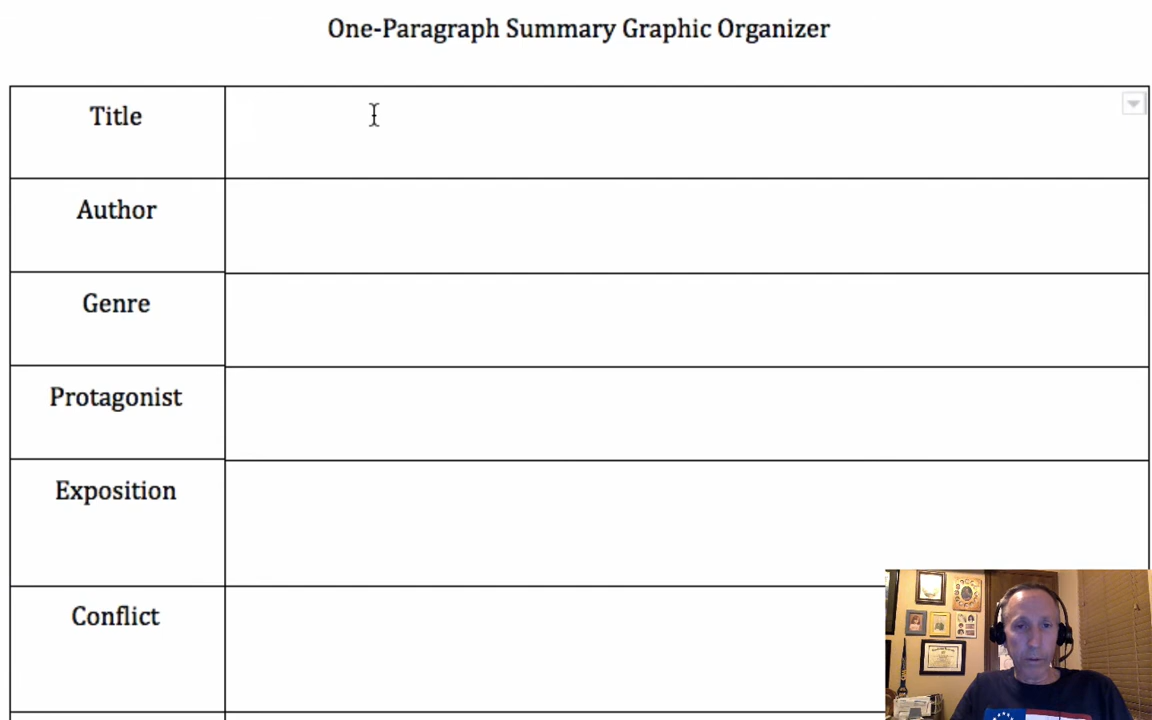 One-Paragraph Summary Graphic Organizer
Title
Author
Genre
Protagonist
Exposition
Conflict